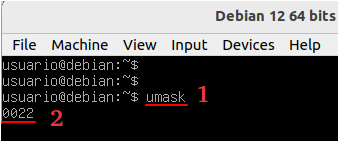 Debian 12 64 bits
File Machine View Input Devices Help
usuario@debian:~$
usuario@debian:~$
usuario@debian:~$ umask 1
0022 2